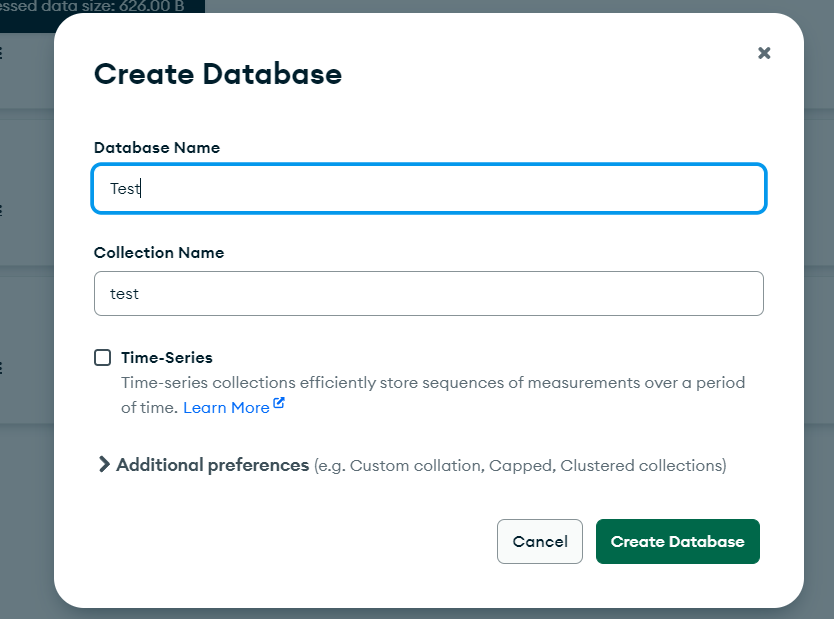 essed data size: 626.00 B
Create Database
Database Name
Test
Collection Name
test
Time-Series
Time-series collections efficiently store sequences of measurements over a period
of time. Learn More
Additional preferences (e.g. Custom collation, Capped, Clustered collections)
Cancel Create Database